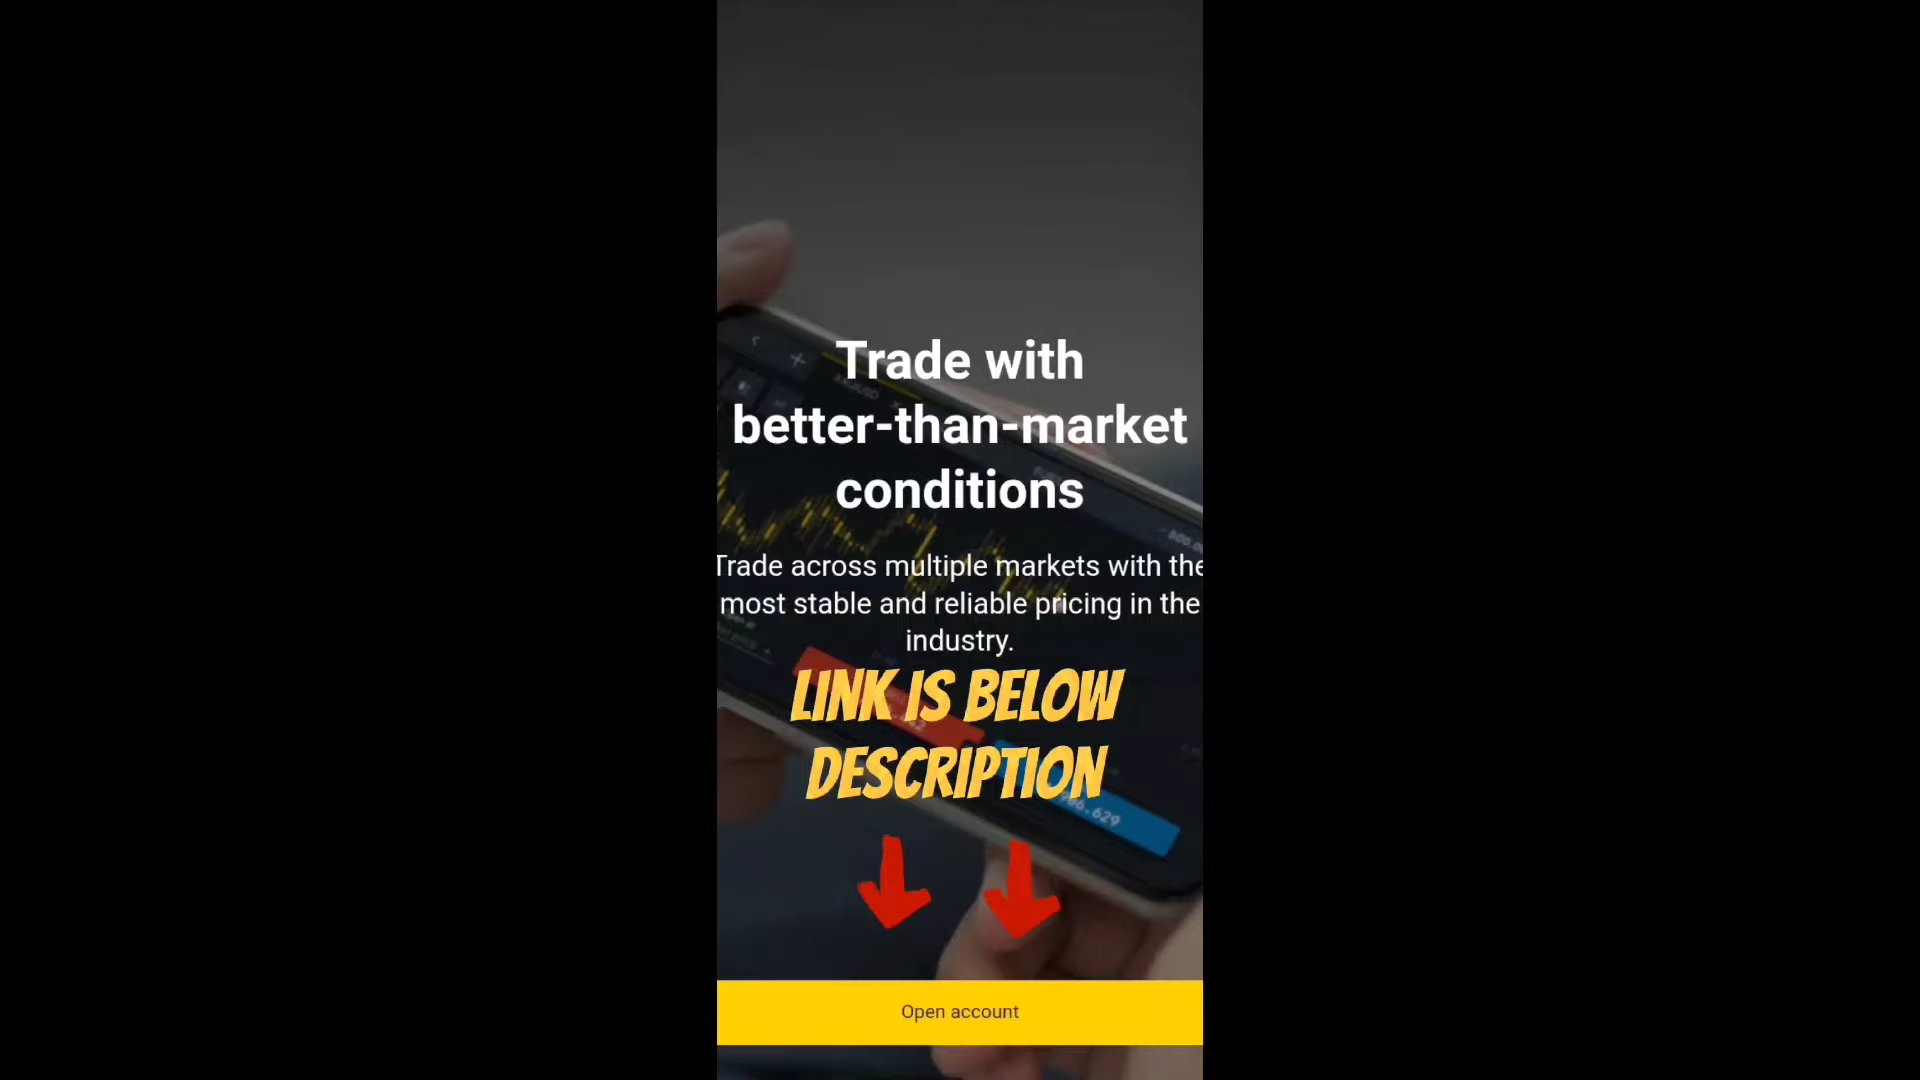 Trade with
better-than-market
conditions
Trade across multiple markets with the
most stable and reliable pricing in the
industry.
LINK IS BELOW
DESCRIPTION
Open account